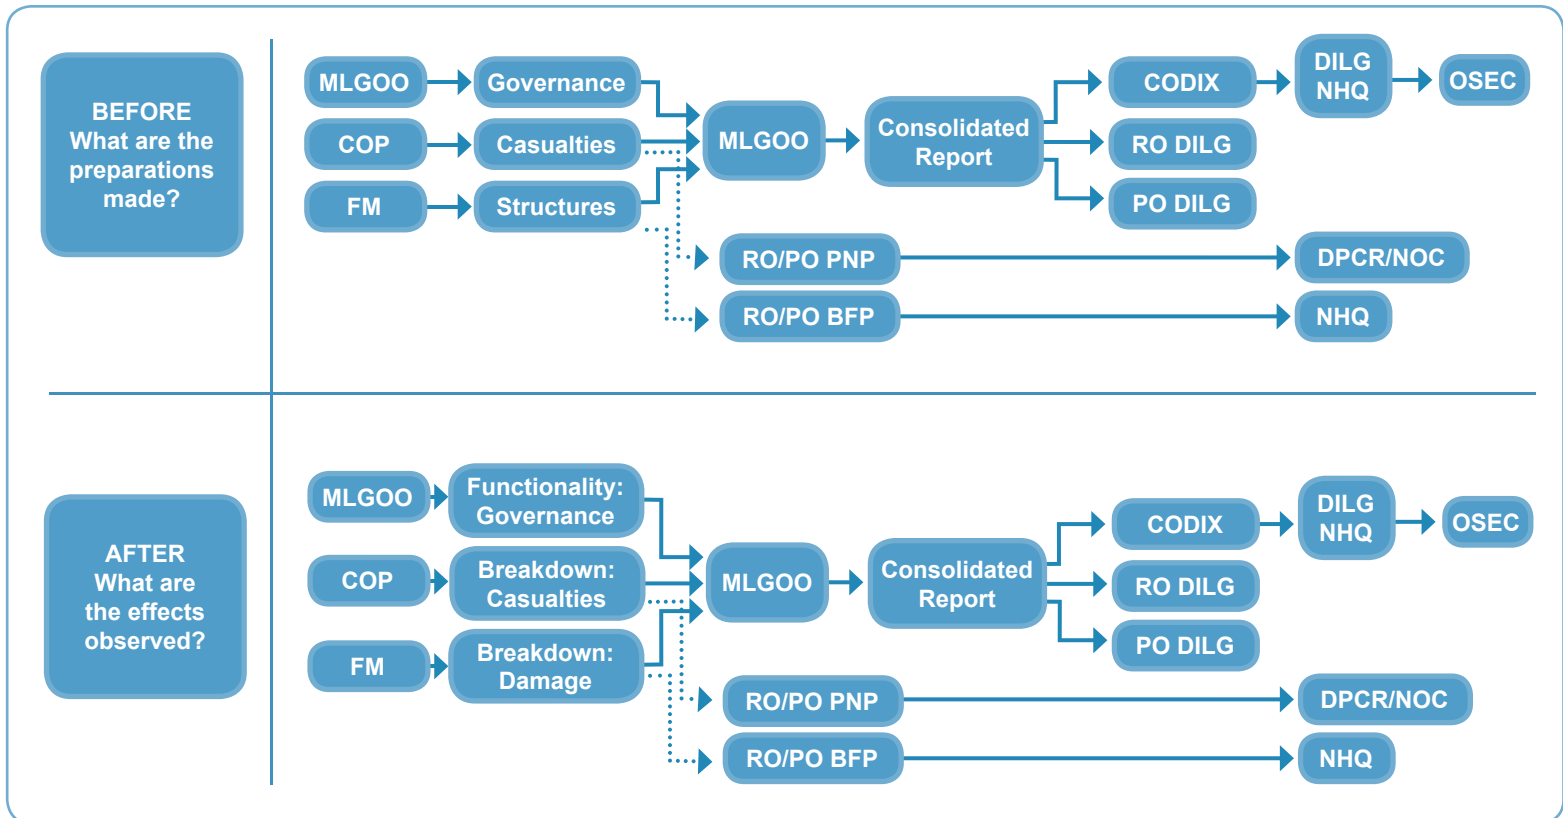 BEFORE
What are the
preparations
made?
MLGOO
Governance
COP
Casualties
FM
Structures
MLGOO
Consolidated
Report
CODIX
RO DILG
PO DILG
DILG
NHQ
OSEC
RO/PO PNP
DPCR/NOC
RO/PO BFP
NHQ
AFTER
What are
the effects
observed?
MLGOO
Functionality:
Governance
COP
Breakdown:
Casualties
FM
Breakdown:
Damage
MLGOO
Consolidated
Report
CODIX
RO DILG
PO DILG
DILG
NHQ
OSEC
RO/PO PNP
DPCR/NOC
RO/PO BFP
NHQ